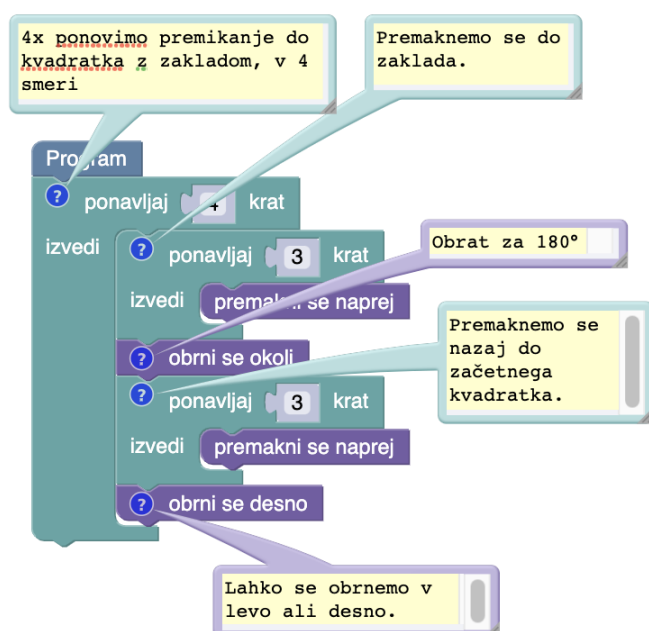 4x ponovimo premikanje do
kvadratka z zakladom, v 4
smeri
Premaknemo se do
zaklada.
Program
? ponavljaj 4 krat
izvedi ? ponavljaj 3 krat
Obrat za 180°
izvedi premakni se naprej
Premaknemo se
nazaj do
začetnega
kvadratka.
? obrni se okoli
? ponavljaj 3 krat
izvedi premakni se naprej
? obrni se desno
Lahko se obrnemo v
levo ali desno.